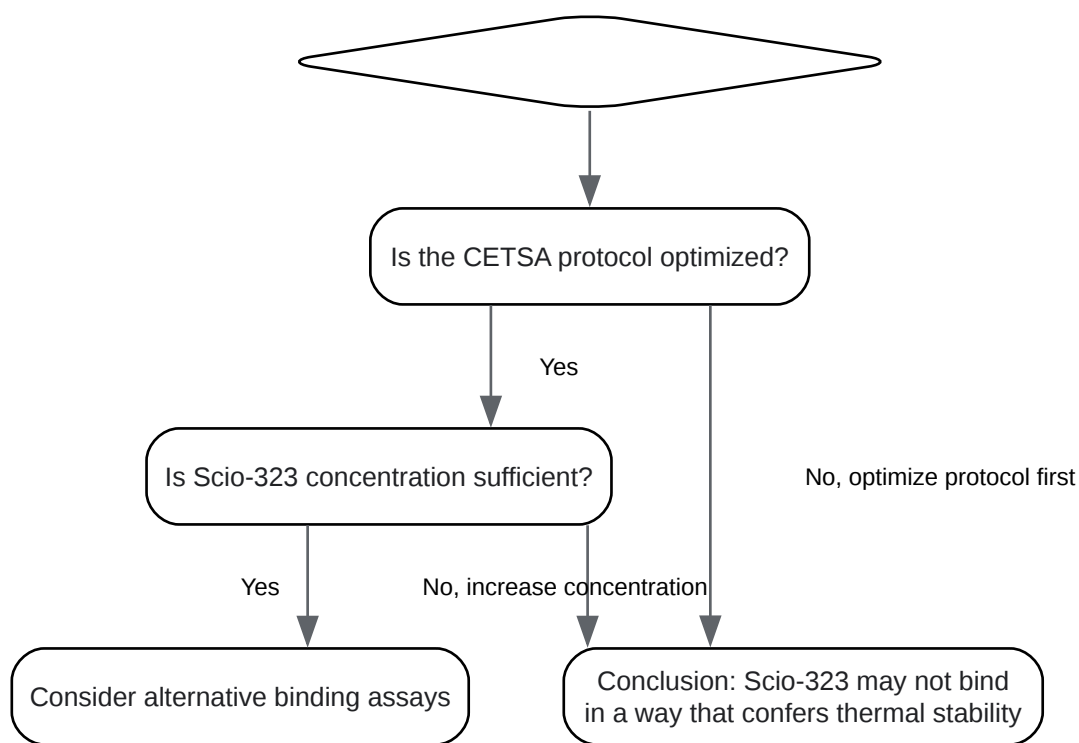 Is the CETSA protocol optimized?
Yes
Is Scio-323 concentration sufficient?
No, optimize protocol first
Yes
No, increase concentration
Consider alternative binding assays
Conclusion: Scio-323 may not bind
in a way that confers thermal stability